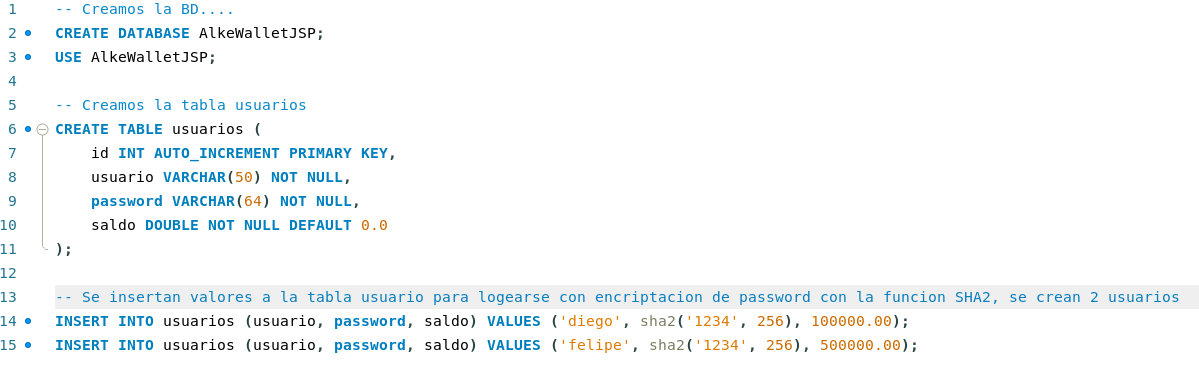 1 -- Creamos la BD....
2 CREATE DATABASE AlkeWalletJSP;
3 USE AlkeWalletJSP;
4
5 -- Creamos la tabla usuarios
6 CREATE TABLE usuarios (
7 id INT AUTO_INCREMENT PRIMARY KEY,
8 usuario VARCHAR(50) NOT NULL,
9 password VARCHAR(64) NOT NULL,
10 saldo DOUBLE NOT NULL DEFAULT 0.0
11 );
12
13 -- Se insertan valores a la tabla usuario para logearse con encriptacion de password con la funcion SHA2, se crean 2 usuarios
14 INSERT INTO usuarios (usuario, password, saldo) VALUES ('diego', sha2('1234', 256), 100000.00);
15 INSERT INTO usuarios (usuario, password, saldo) VALUES ('felipe', sha2('1234', 256), 500000.00);